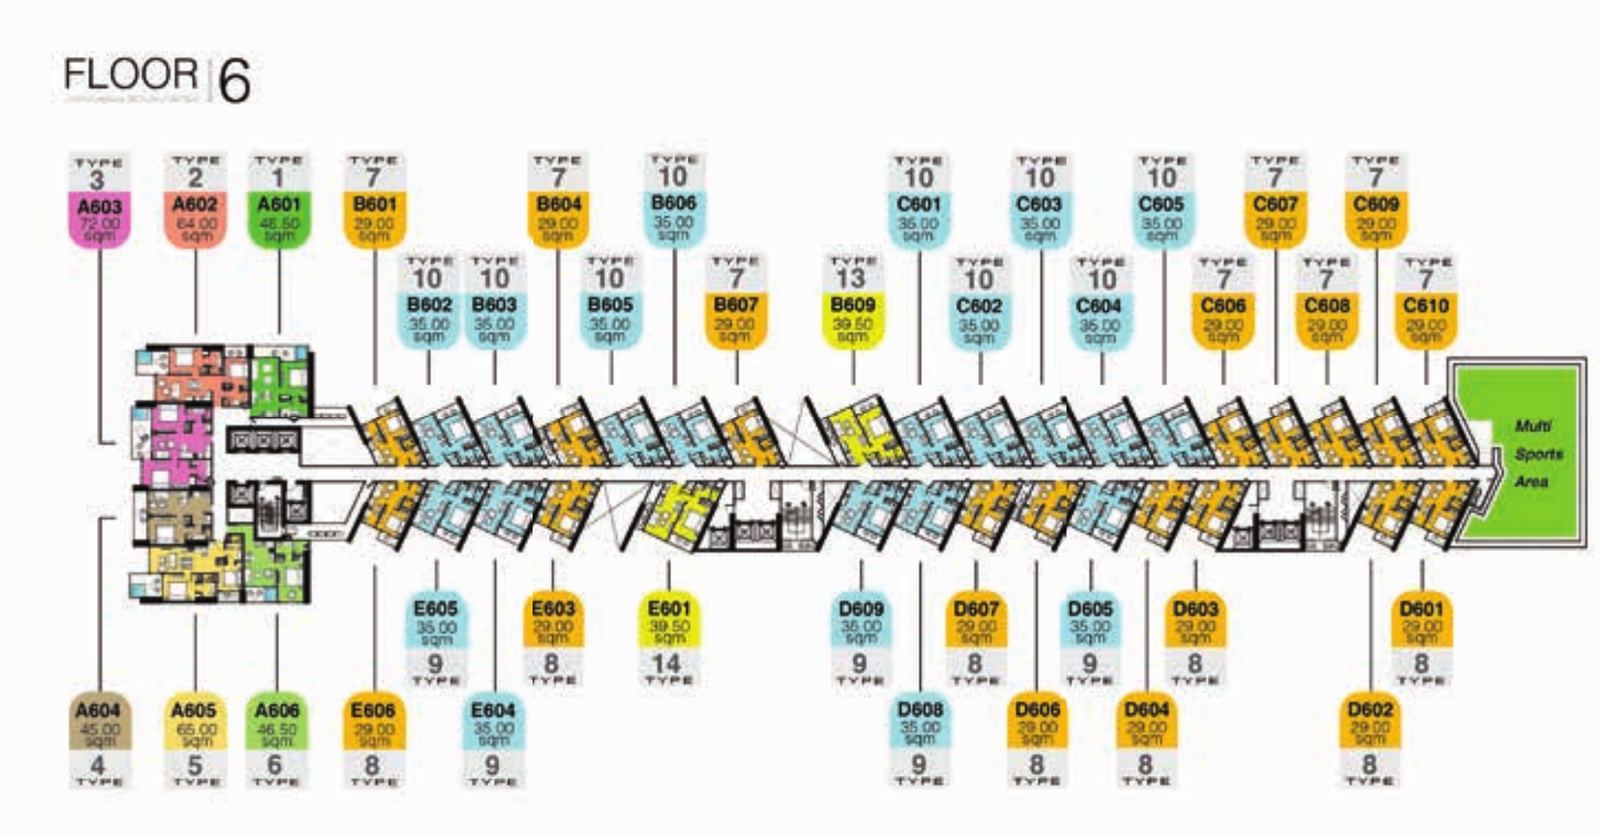 FLOOR 6
TYPE 3 A603 72.00 sqm
TYPE 2 A602 64.00 sqm
TYPE 1 A601 46.50 sqm
TYPE 7 B601 29.00 sqm
TYPE 7 B604 29.00 sqm
TYPE 10 B606 35.00 sqm
TYPE 10 C601 35.00 sqm
TYPE 10 C603 35.00 sqm
TYPE 10 C605 35.00 sqm
TYPE 7 C607 29.00 sqm
TYPE 7 C609 29.00 sqm
TYPE 10 B602 35.00 sqm
TYPE 10 B603 35.00 sqm
TYPE 10 B605 35.00 sqm
TYPE 7 B607 29.00 sqm
TYPE 13 B609 39.50 sqm
TYPE 10 C602 35.00 sqm
TYPE 10 C604 35.00 sqm
TYPE 7 C606 29.00 sqm
TYPE 7 C608 29.00 sqm
TYPE 7 C610 29.00 sqm
Multi
Sports
Area
E605 35.00 sqm 9 TYPE
E603 29.00 sqm 8 TYPE
E601 39.50 sqm 14 TYPE
D609 35.00 sqm 9 TYPE
D607 29.00 sqm 8 TYPE
D605 35.00 sqm 9 TYPE
D603 29.00 sqm 8 TYPE
D601 29.00 sqm 8 TYPE
A604 45.00 sqm 4 TYPE
A605 65.00 sqm 5 TYPE
A606 46.50 sqm 6 TYPE
E606 29.00 sqm 8 TYPE
E604 35.00 sqm 9 TYPE
D608 35.00 sqm 9 TYPE
D606 29.00 sqm 8 TYPE
D604 29.00 sqm 8 TYPE
D602 29.00 sqm 8 TYPE